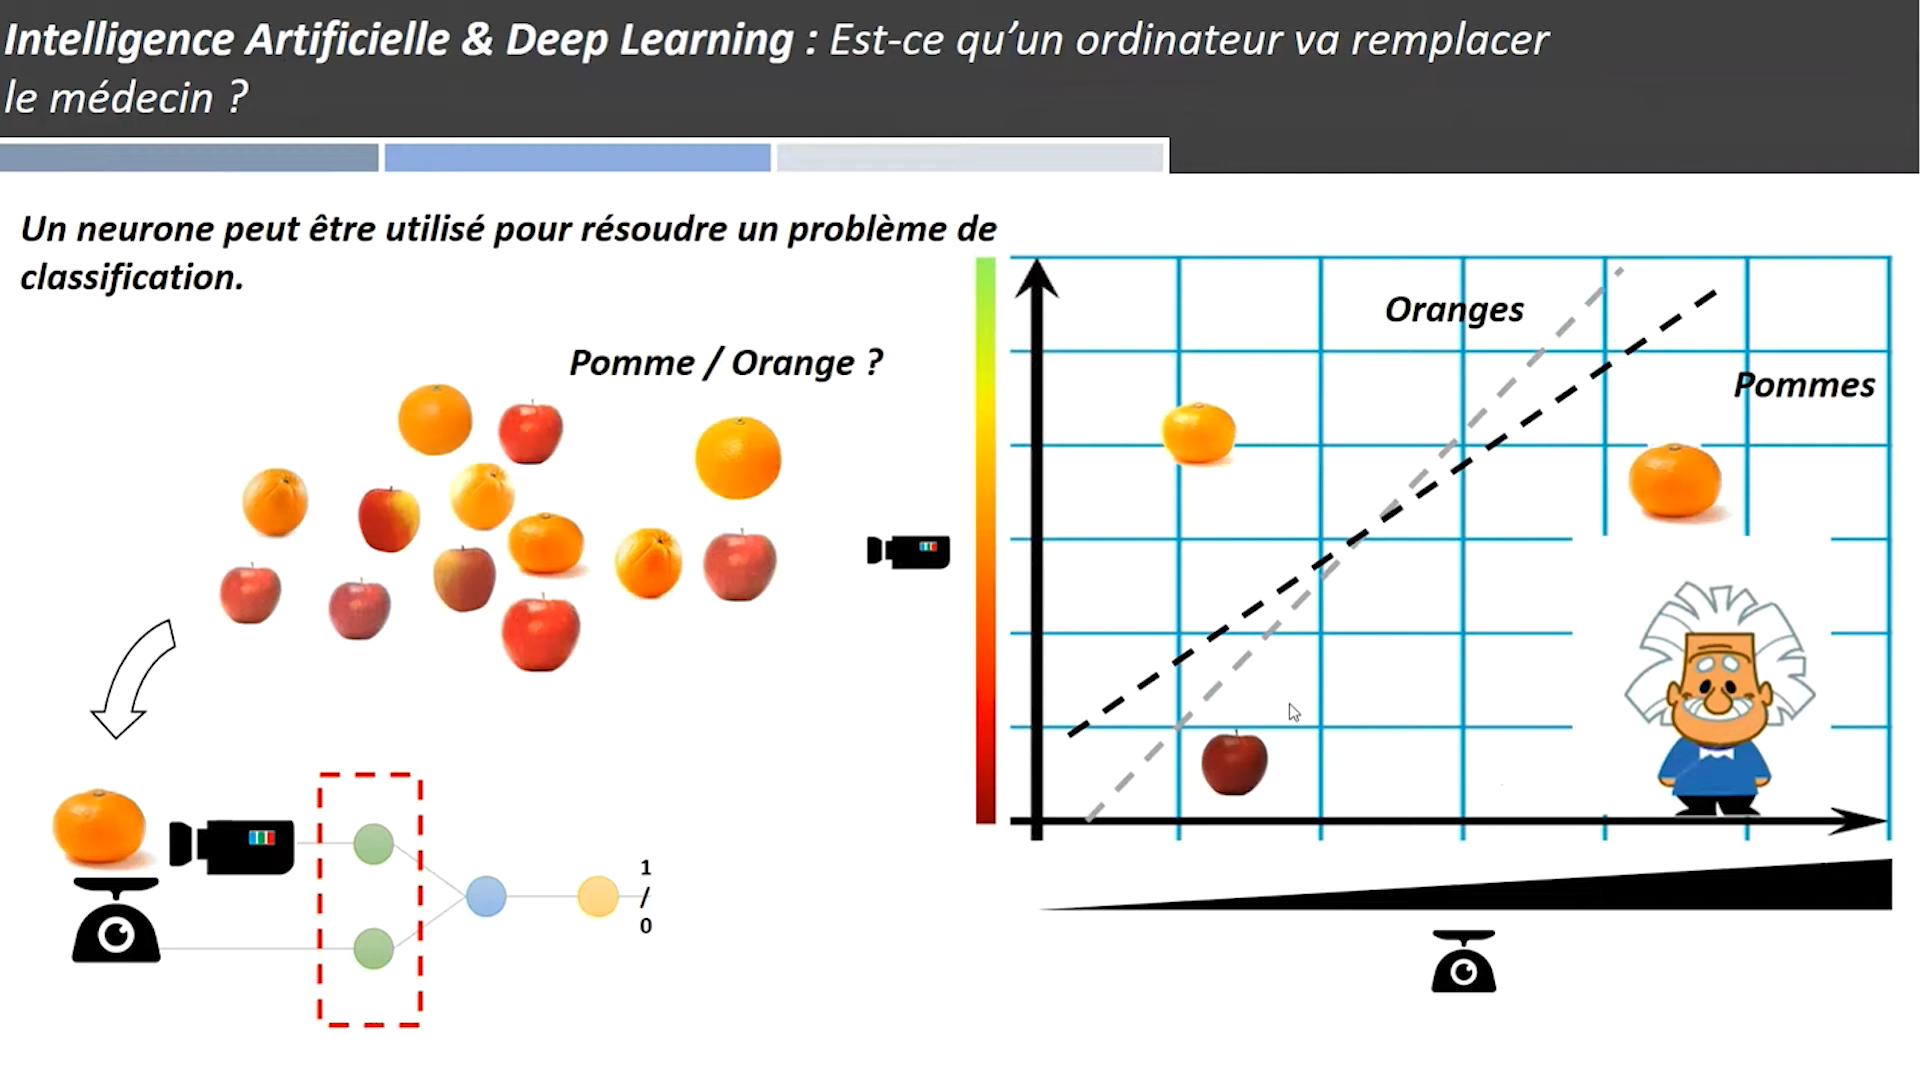 Intelligence Artificielle & Deep Learning : Est-ce qu’un ordinateur va remplacer
le médecin ?
Un neurone peut être utilisé pour résoudre un problème de
classification.
Pomme / Orange ?
Oranges
Pommes
1
/
0